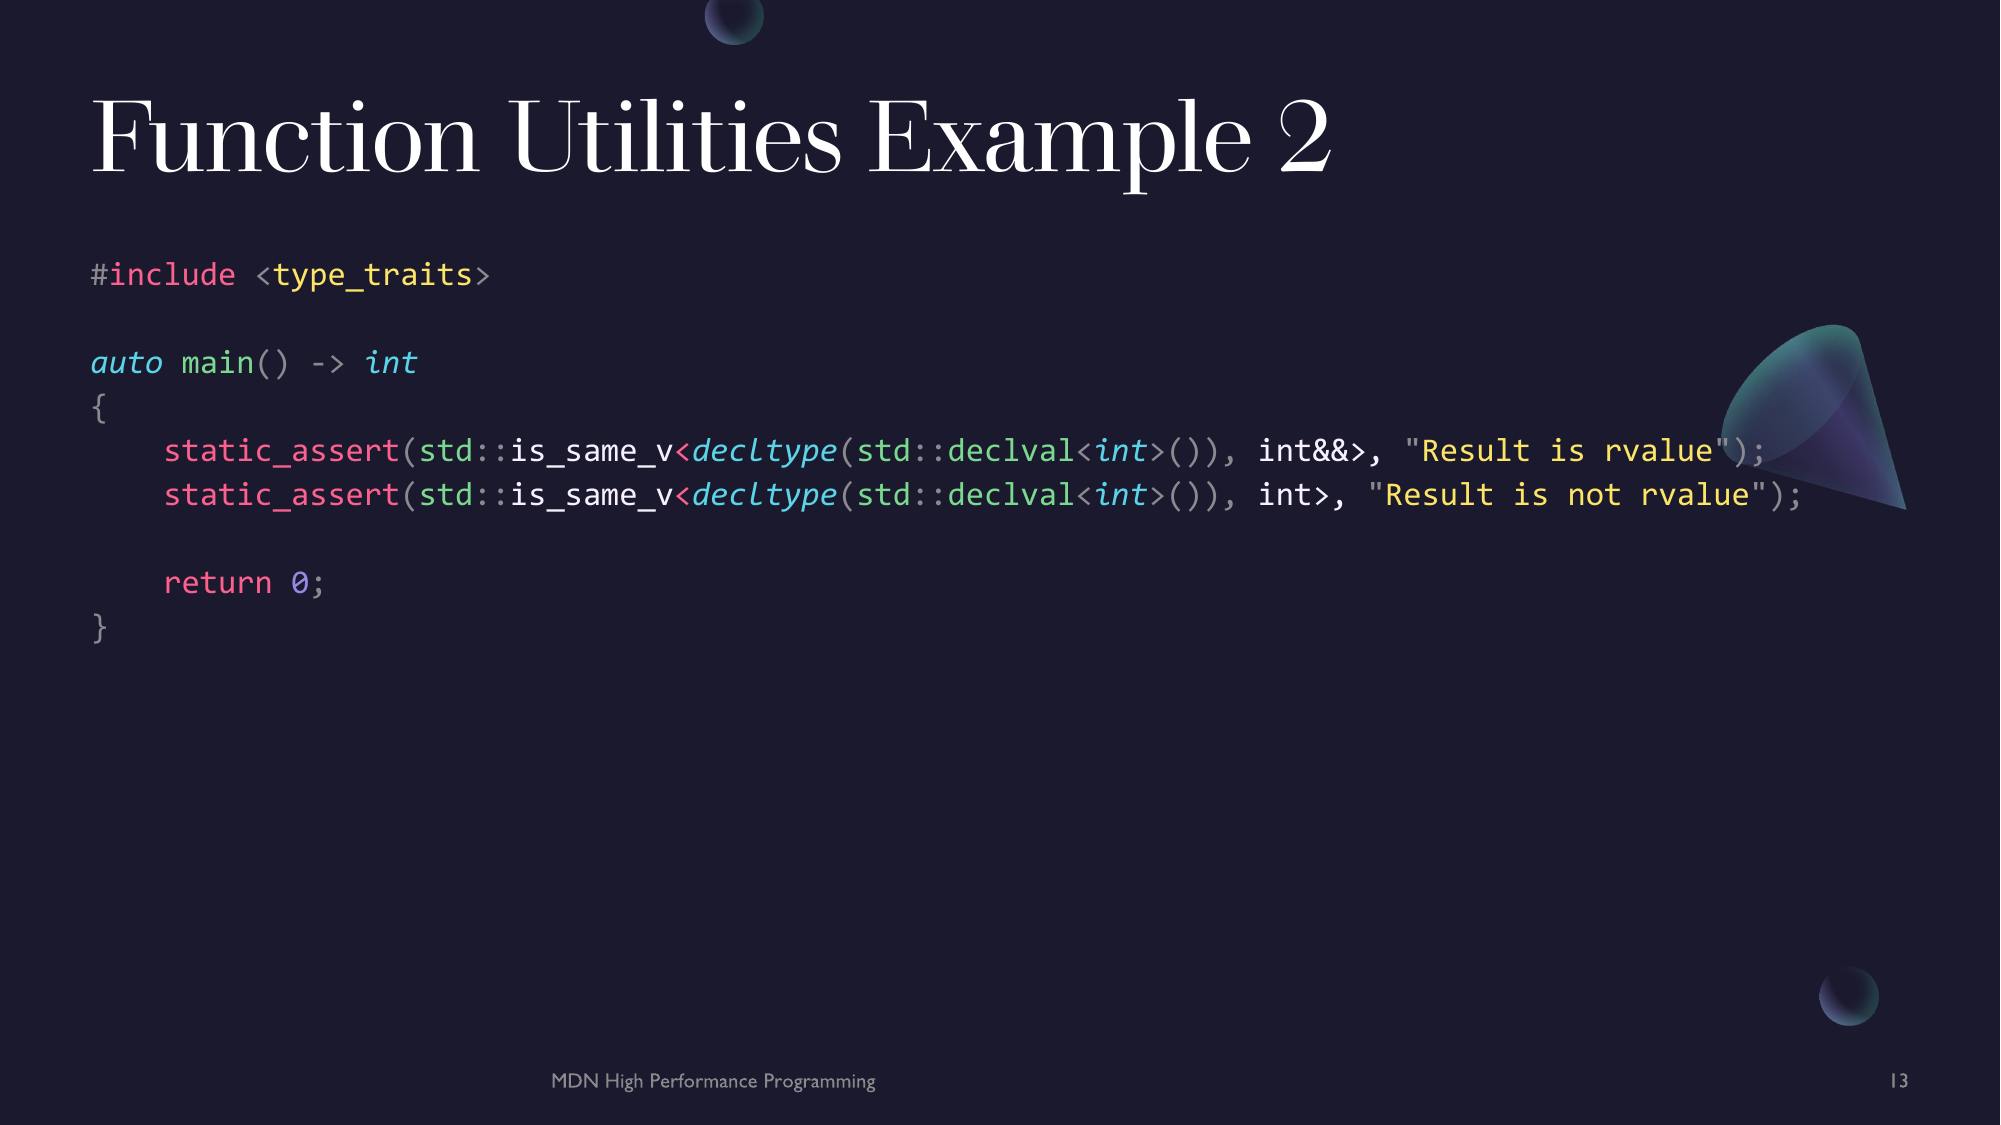 Function Utilities Example 2
#include <type_traits>
auto main() -> int
{
    static_assert(std::is_same_v<decltype(std::declval<int>()), int&&>, "Result is rvalue");
    static_assert(std::is_same_v<decltype(std::declval<int>()), int>, "Result is not rvalue");
    return 0;
}
MDN High Performance Programming
13